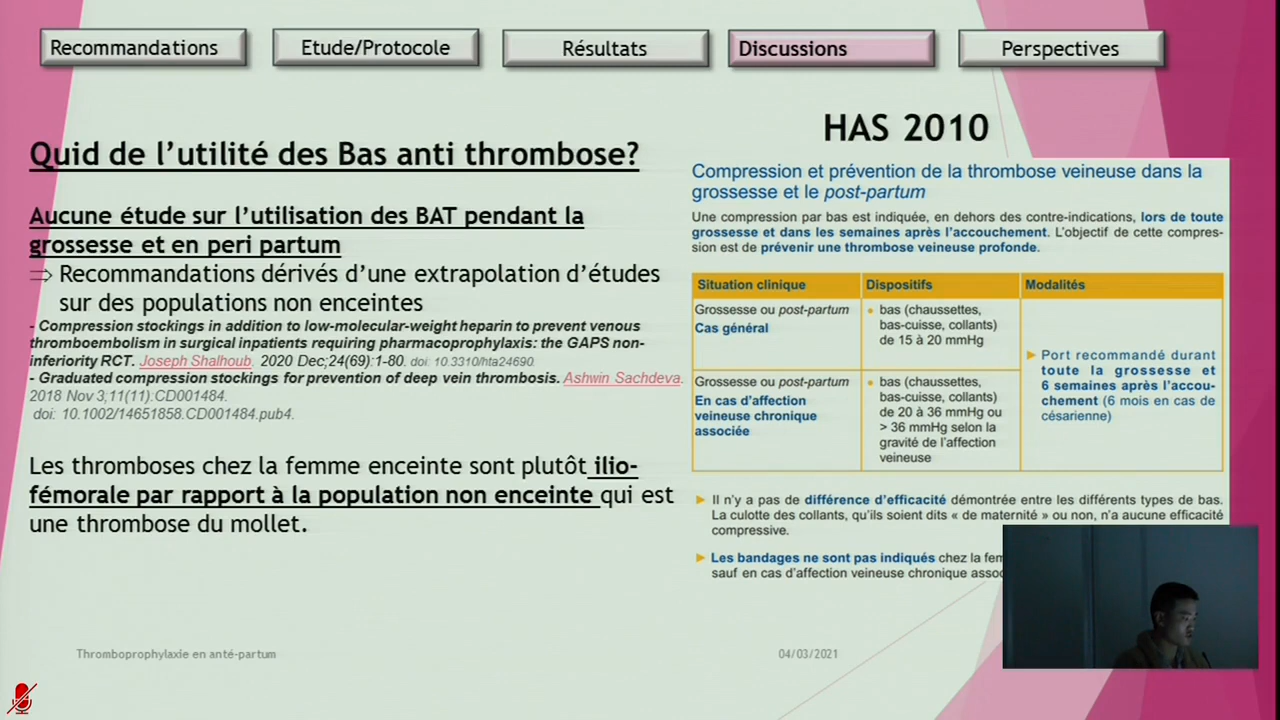 Recommandations
Etude/Protocole
Résultats
Discussions
Perspectives
Quid de l’utilité des Bas anti thrombose?
Aucune étude sur l’utilisation des BAT pendant la
grossesse et en peri partum
⇒ Recommandations dérivés d’une extrapolation d’études
sur des populations non enceintes
- Compression stockings in addition to low-molecular-weight heparin to prevent venous
thromboembolism in surgical inpatients requiring pharmacoprophylaxis: the GAPS non-
inferiority RCT. Joseph Shalhoub. 2020 Dec;24(69):1-80. doi: 10.3310/hta24690.
- Graduated compression stockings for prevention of deep vein thrombosis. Ashwin Sachdeva.
2018 Nov 3;11(11):CD001484.
doi: 10.1002/14651858.CD001484.pub4.
Les thromboses chez la femme enceinte sont plutôt ilio-
fémorale par rapport à la population non enceinte qui est
une thrombose du mollet.
HAS 2010
Compression et prévention de la thrombose veineuse dans la
grossesse et le post-partum
Une compression par bas est indiquée, en dehors des contre-indications, lors de toute
grossesse et dans les semaines après l’accouchement. L’objectif de cette compres-
sion est de prévenir une thrombose veineuse profonde.
Situation clinique
Dispositifs
Modalités
Grossesse ou post-partum
Cas général
• bas (chaussettes,
bas-cuisse, collants)
de 15 à 20 mmHg
Grossesse ou post-partum
En cas d’affection
veineuse chronique
associée
• bas (chaussettes,
bas-cuisse, collants)
de 20 à 36 mmHg ou
> 36 mmHg selon la
gravité de l’affection
veineuse
► Port recommandé durant
toute la grossesse et
6 semaines après l’accou-
chement (6 mois en cas de
césarienne)
► Il n’y a pas de différence d’efficacité démontrée entre les différents types de bas.
La culotte des collants, qu’ils soient dits « de maternité » ou non, n’a aucune efficacité
compressive.
► Les bandages ne sont pas indiqués chez la
sauf en cas d’affection veineuse chronique
Thromboprophylaxie en anté-partum
04/03/2021